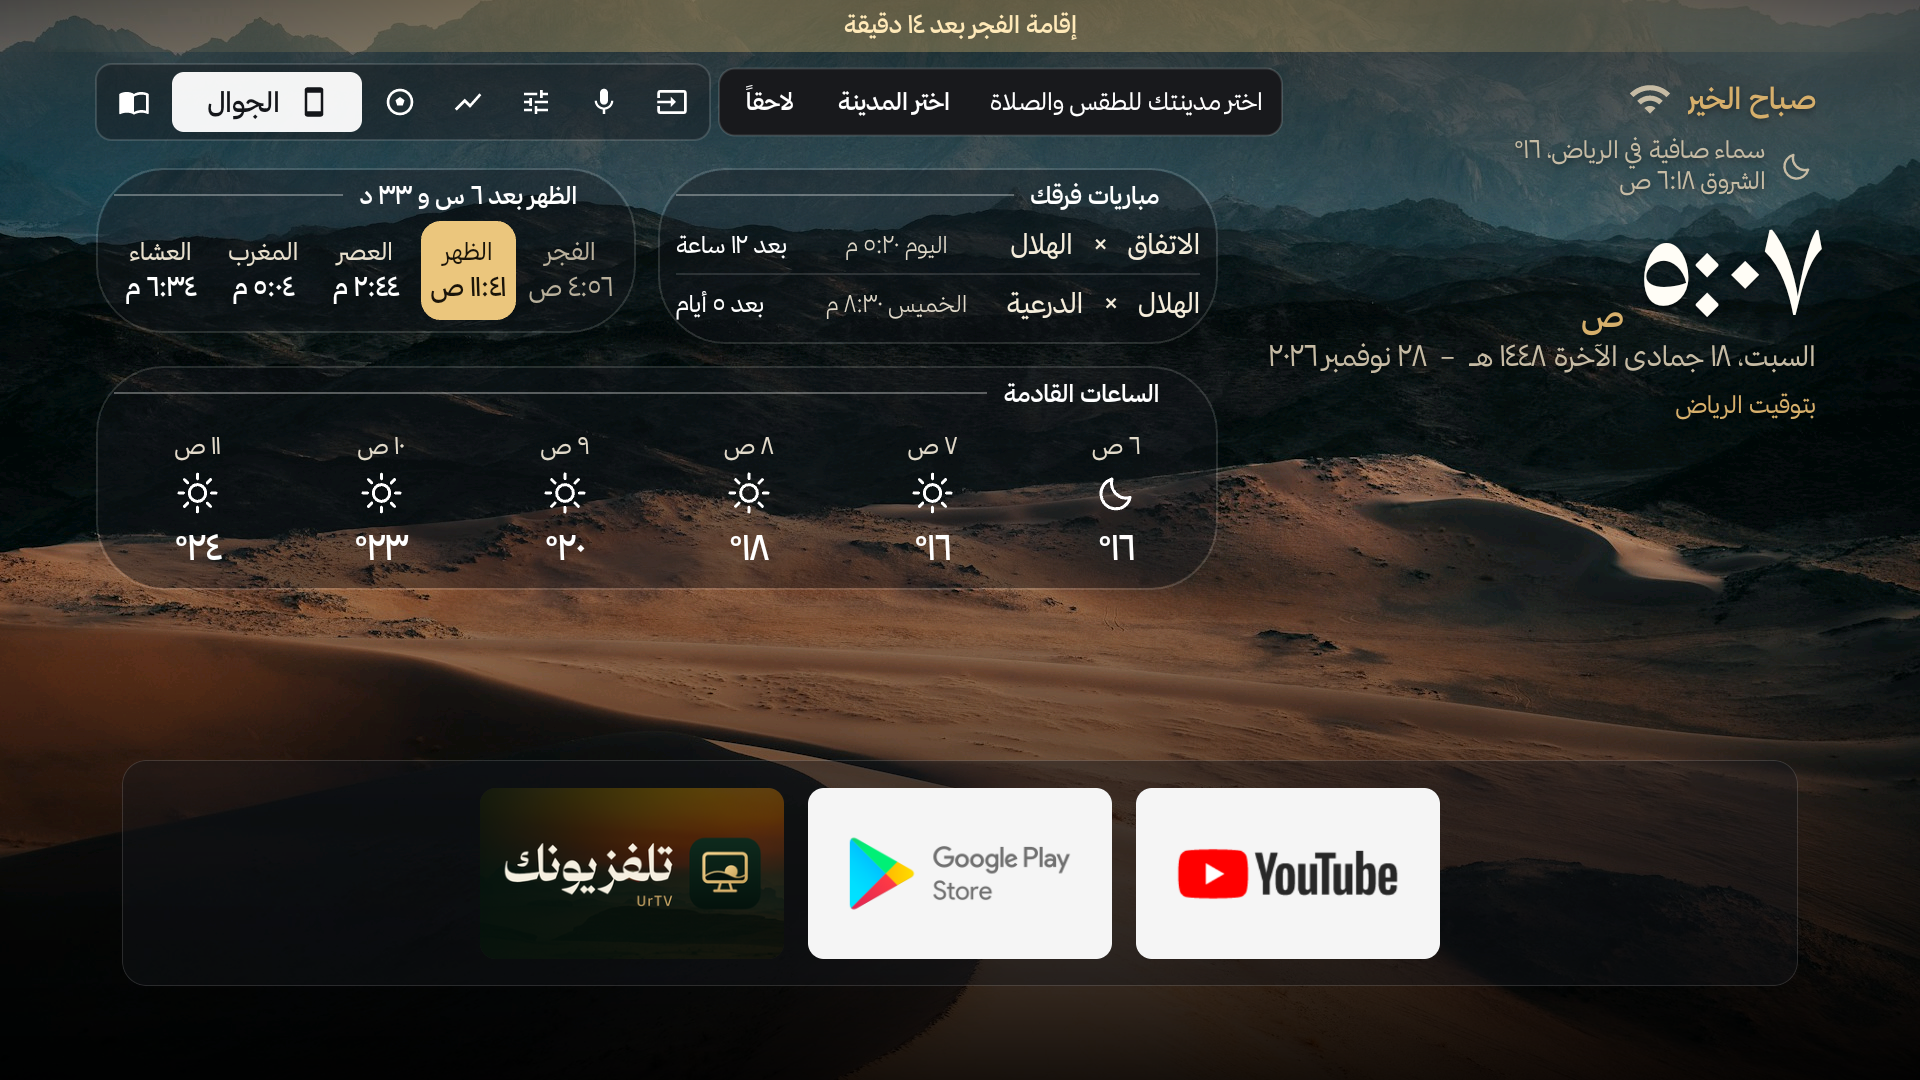 إقامة الفجر بعد ١٤ دقيقة
صباح الخير
سماء صافية في الرياض، ١٦°
الشروق ٦:١٨ ص
٥:٠٧ ص
السبت، ١٨ جمادى الآخرة ١٤٤٨ هـ – ٢٨ نوفمبر ٢٠٢٦
بتوقيت الرياض
اختر مدينتك للطقس والصلاة اختر المدينة لاحقاً
الجوال
مباريات فرقك
الاتفاق × الهلال اليوم ٥:٢٠ م بعد ١٢ ساعة
الهلال × الدرعية الخميس ٨:٣٠ م بعد ٥ أيام
الظهر بعد ٦ س و ٣٣ د
الفجر الظهر العصر المغرب العشاء
٤:٥٦ ص ١١:٤١ ص ٢:٤٤ م ٥:٠٤ م ٦:٣٤ م
الساعات القادمة
٦ ص ٧ ص ٨ ص ٩ ص ١٠ ص ١١ ص
١٦° ١٦° ١٨° ٢٠° ٢٣° ٢٤°
YouTube
Google Play
Store
تلفزيونك
UrTV